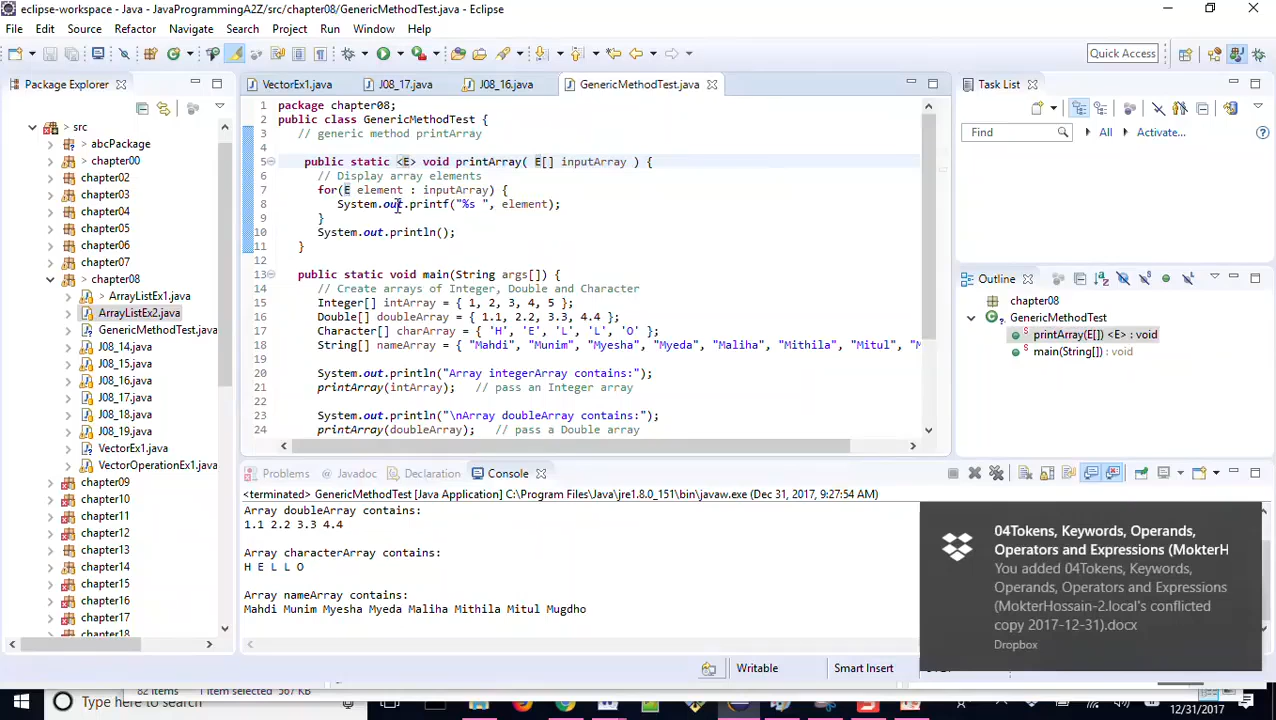 eclipse-workspace - Java - JavaProgrammingA2Z/src/chapter08/GenericMethodTest.java - Eclipse
File Edit Source Refactor Navigate Search Project Run Window Help
Quick Access
Package Explorer
src
abcPackage
chapter00
chapter02
chapter03
chapter04
chapter05
chapter06
chapter07
chapter08
> ArrayListEx1.java
ArrayListEx2.java
GenericMethodTest.java
J08_14.java
J08_15.java
J08_16.java
J08_17.java
J08_18.java
J08_19.java
VectorEx1.java
VectorOperationEx1.java
chapter09
chapter10
chapter11
chapter12
chapter13
chapter14
chapter15
chapter16
chapter17
chapter18
VectorEx1.java J08_17.java J08_16.java GenericMethodTest.java
1 package chapter08;
2 public class GenericMethodTest {
3 // generic method printArray
4
5 public static <E> void printArray( E[] inputArray ) {
6 // Display array elements
7 for(E element : inputArray) {
8 System.out.printf("%s ", element);
9 }
10 System.out.println();
11 }
12
13 public static void main(String args[]) {
14 // Create arrays of Integer, Double and Character
15 Integer[] intArray = { 1, 2, 3, 4, 5 };
16 Double[] doubleArray = { 1.1, 2.2, 3.3, 4.4 };
17 Character[] charArray = { 'H', 'E', 'L', 'L', 'O' };
18 String[] nameArray = { "Mahdi", "Munim", "Myesha", "Myeda", "Maliha", "Mithila", "Mitul", "M
19
20 System.out.println("Array integerArray contains:");
21 printArray(intArray); // pass an Integer array
22
23 System.out.println("\nArray doubleArray contains:");
24 printArray(doubleArray); // pass a Double array
Task List
Find All Activate...
Outline
chapter08
GenericMethodTest
printArray(E[]) <E> : void
main(String[]) : void
Problems Javadoc Declaration Console
<terminated> GenericMethodTest [Java Application] C:\Program Files\Java\jre1.8.0_151\bin\javaw.exe (Dec 31, 2017, 9:27:54 AM)
Array doubleArray contains:
1.1 2.2 3.3 4.4
Array characterArray contains:
H E L L O
Array nameArray contains:
Mahdi Munim Myesha Myeda Maliha Mithila Mitul Mugdho
04Tokens, Keywords, Operands,
Operators and Expressions (MokterH
You added 04Tokens, Keywords,
Operands, Operators and Expressions
(MokterHossain-2.local's conflicted
copy 2017-12-31).docx
Dropbox
Writable Smart Insert
82 items 1 item selected 567 KB
Type here to search
12/31/2017